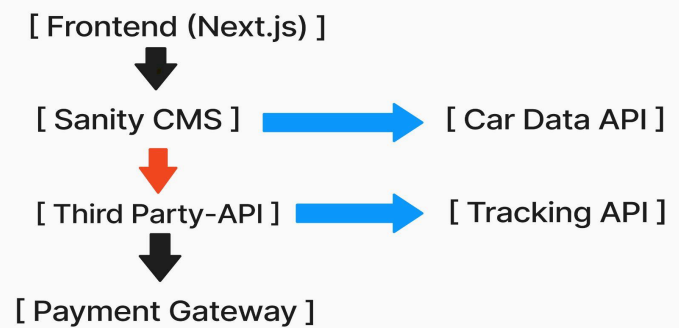 [ Frontend (Next.js) ]
[ Sanity CMS ] [ Car Data API ]
[ Third Party-API ] [ Tracking API ]
[ Payment Gateway ]